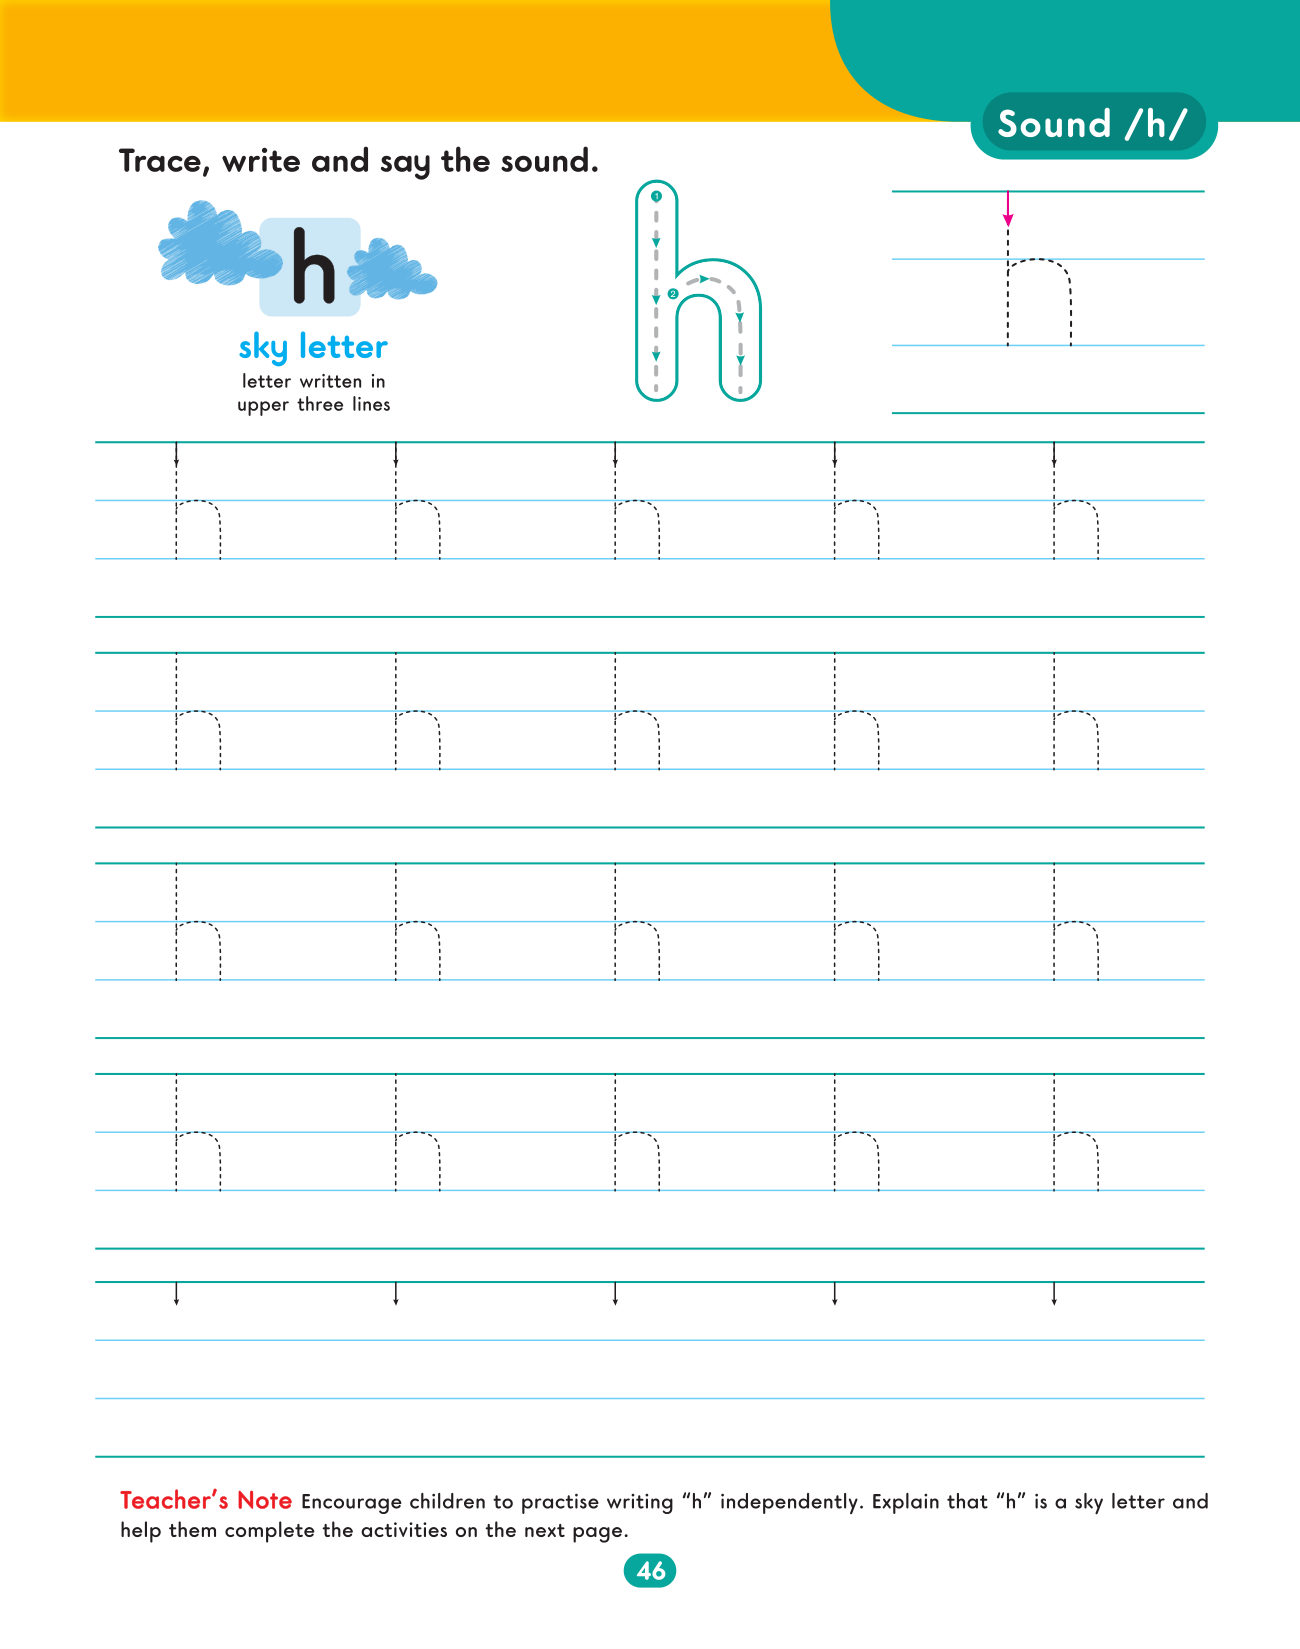 Sound /h/
Trace, write and say the sound.
h
sky letter
letter written in
upper three lines
1
2
h
h h h h h
h h h h h
h h h h h
h h h h h
Teacher's Note Encourage children to practise writing “h” independently. Explain that “h” is a sky letter and
help them complete the activities on the next page.
46